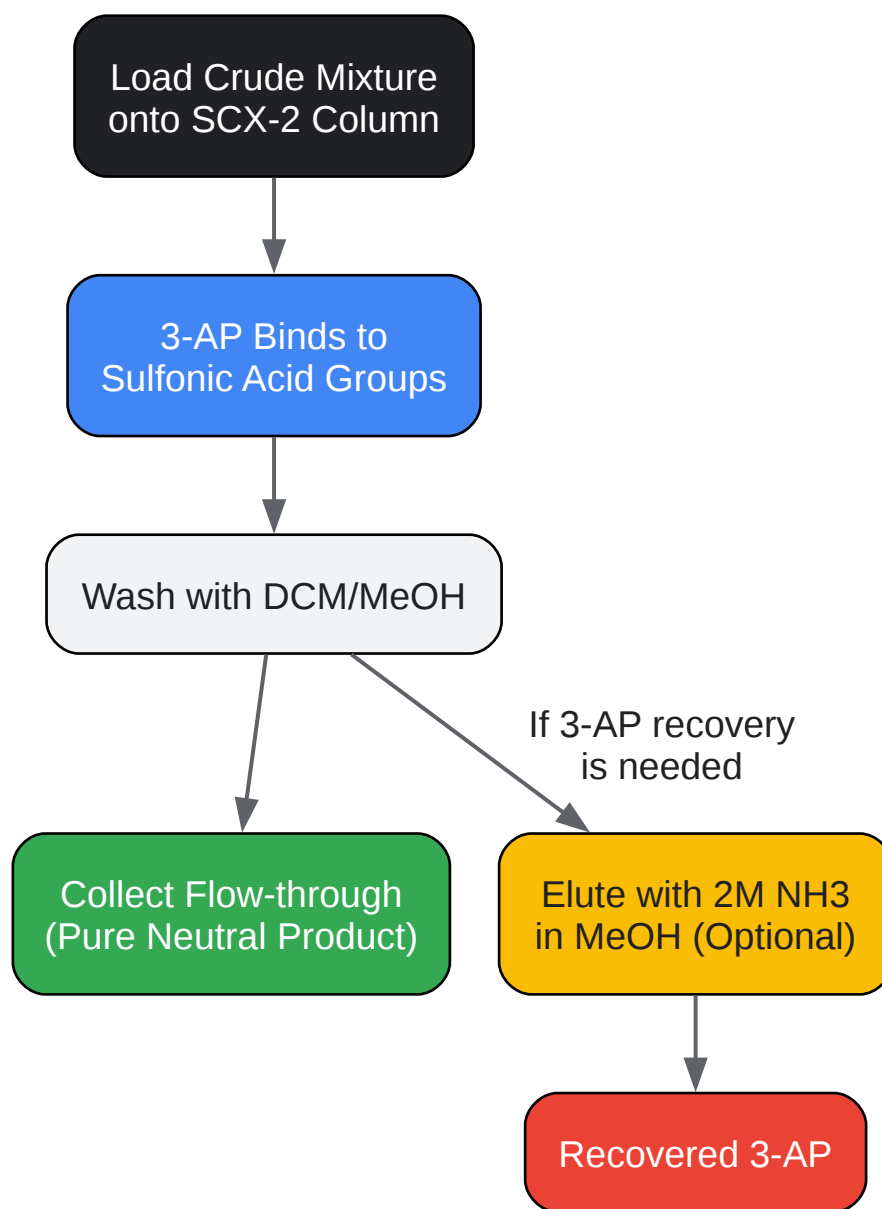 Load Crude Mixture
onto SCX-2 Column
3-AP Binds to
Sulfonic Acid Groups
Wash with DCM/MeOH
If 3-AP recovery
is needed
Collect Flow-through
(Pure Neutral Product)
Elute with 2M NH3
in MeOH (Optional)
Recovered 3-AP